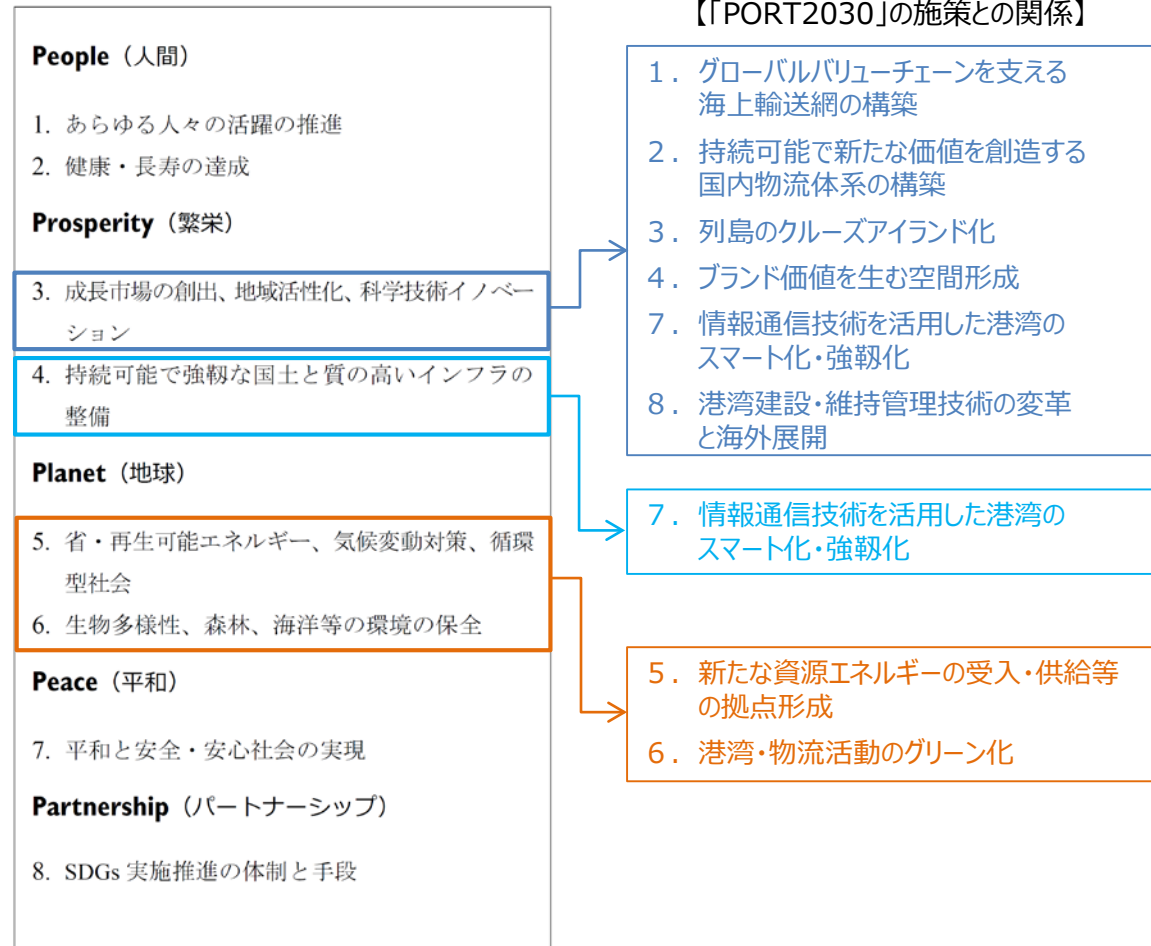 【「PORT2030」の施策との関係】
People（人間）
1. あらゆる人々の活躍の推進
2. 健康・長寿の達成
Prosperity（繁栄）
3. 成長市場の創出、地域活性化、科学技術イノベー
ション
4. 持続可能で強靱な国土と質の高いインフラの
整備
Planet（地球）
5. 省・再生可能エネルギー、気候変動対策、循環
型社会
6. 生物多様性、森林、海洋等の環境の保全
Peace（平和）
7. 平和と安全・安心社会の実現
Partnership（パートナーシップ）
8. SDGs 実施推進の体制と手段
１．グローバルバリューチェーンを支える
海上輸送網の構築
２．持続可能で新たな価値を創造する
国内物流体系の構築
３．列島のクルーズアイランド化
４．ブランド価値を生む空間形成
７．情報通信技術を活用した港湾の
スマート化・強靱化
８．港湾建設・維持管理技術の変革
と海外展開
７．情報通信技術を活用した港湾の
スマート化・強靱化
５．新たな資源エネルギーの受入・供給等
の拠点形成
６．港湾・物流活動のグリーン化